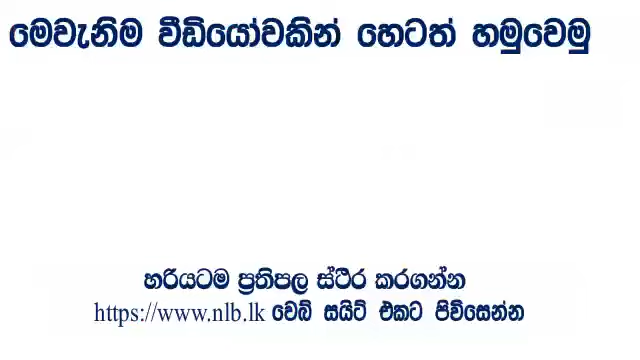 මෙවැනිම වීඩියෝවකින් හෙටත් හමුවෙමු
හරියටම ප්‍රතිපල ස්ථිර කරගන්න
https://www.nlb.lk වෙබ් සයිට් එකට පිවිසෙන්න